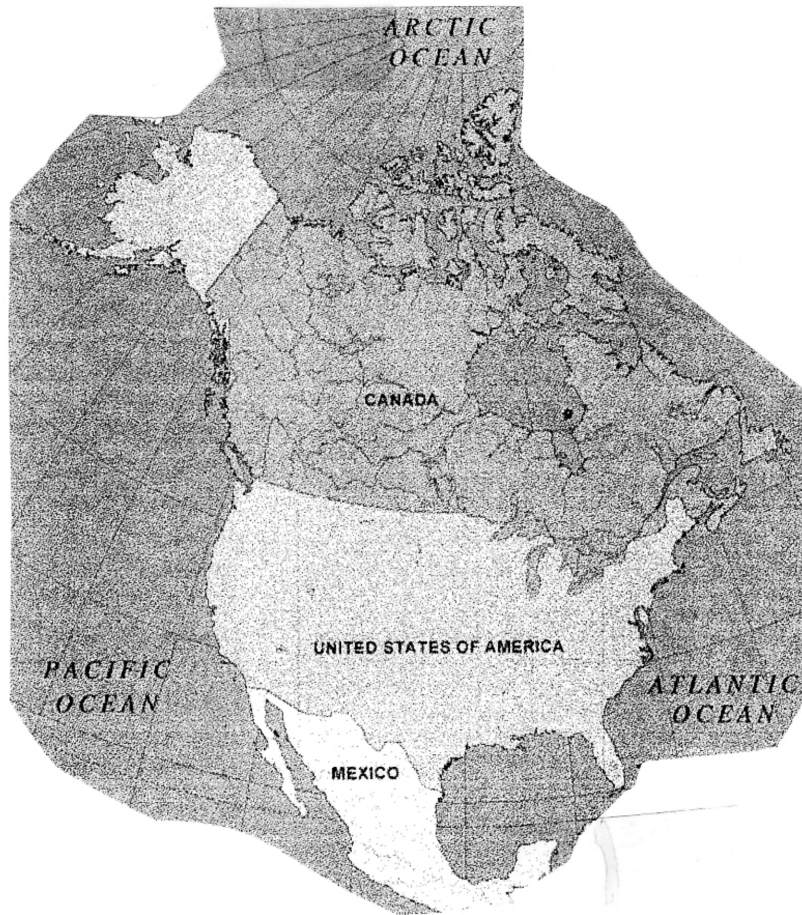 ARCTIC
OCEAN
CANADA
UNITED STATES OF AMERICA
PACIFIC
OCEAN
ATLANTIC
OCEAN
MEXICO